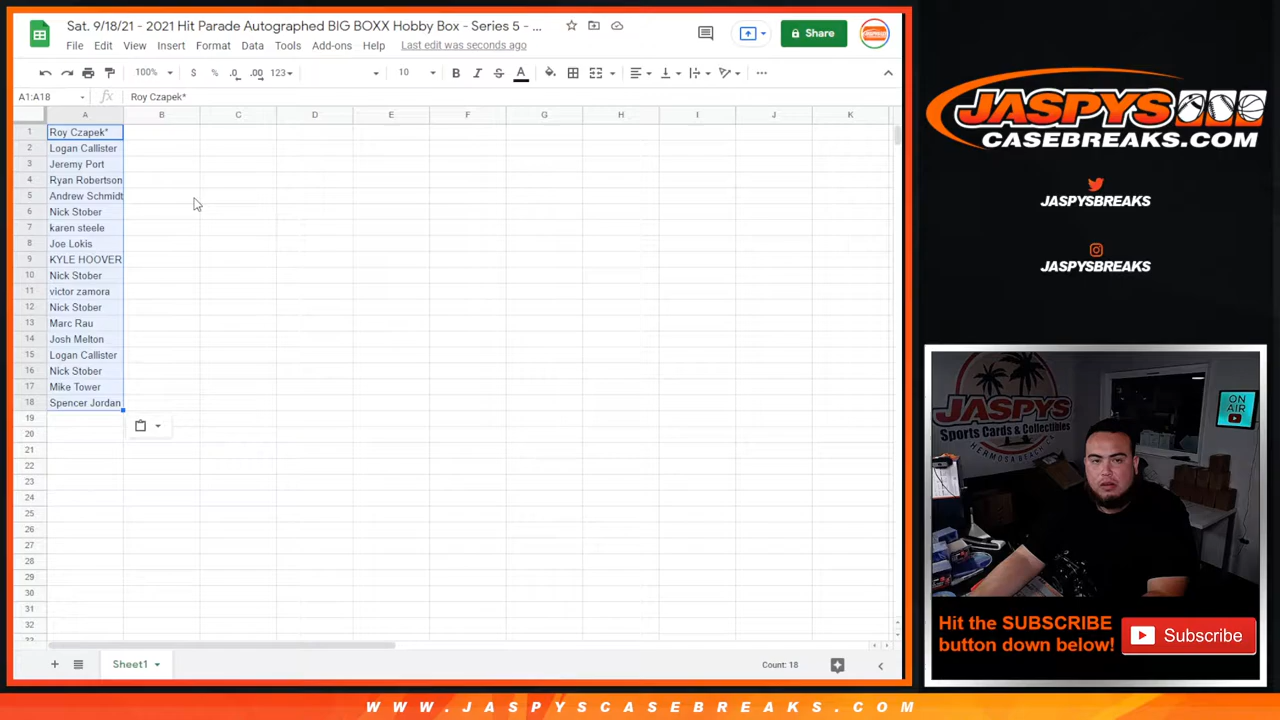 Sat. 9/18/21 - 2021 Hit Parade Autographed BIG BOXX Hobby Box - Series 5 - ...
File Edit View Insert Format Data Tools Add-ons Help Last edit was seconds ago
Share
100% $ % .0 .00 123 10 B I S A
A1:A18 fx Roy Czapek*
A B C D E F G H I J K
1 Roy Czapek*
2 Logan Callister
3 Jeremy Port
4 Ryan Robertson
5 Andrew Schmidt
6 Nick Stober
7 karen steele
8 Joe Lokis
9 KYLE HOOVER
10 Nick Stober
11 victor zamora
12 Nick Stober
13 Marc Rau
14 Josh Melton
15 Logan Callister
16 Nick Stober
17 Mike Tower
18 Spencer Jordan
19
20
21
22
23
24
25
26
27
28
29
30
31
32
33
Sheet1
Count: 18
JASPYS
CASEBREAKS.COM
JASPYSBREAKS
JASPYSBREAKS
JASPYS
Sports Cards & Collectibles
HERMOSA BEACH, CA
ON
AIR
Hit the SUBSCRIBE
button down below!
Subscribe
WWW.JASPYSCASEBREAKS.COM